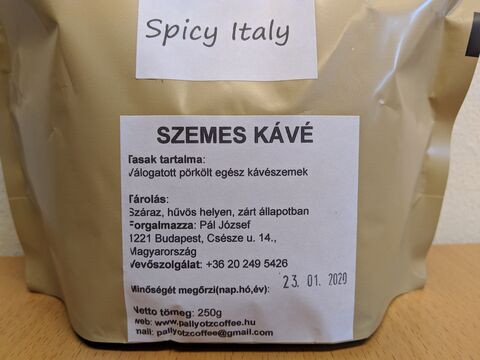 Spicy Italy
SZEMES KÁVÉ
Tasak tartalma:
Válogatott pörkölt egész kávészemek
Tárolás:
Száraz, hűvös helyen, zárt állapotban
Forgalmazza: Pál József
1221 Budapest, Csésze u. 14.,
Magyarország
Vevőszolgálat: +36 20 249 5426
Minőségét megőrzi(nap.hó,év): 23. 01. 2020
Netto tömeg: 250g
web: www.pallyotzcoffee.hu
mail: pallyotzcoffee@gmail.com